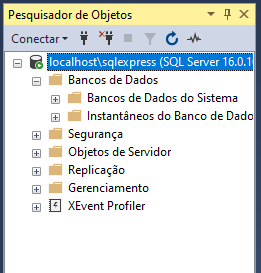 Pesquisador de Objetos
Conectar
localhost\sqlexpress (SQL Server 16.0.1
Bancos de Dados
Bancos de Dados do Sistema
Instantâneos do Banco de Dado
Segurança
Objetos de Servidor
Replicação
Gerenciamento
XEvent Profiler